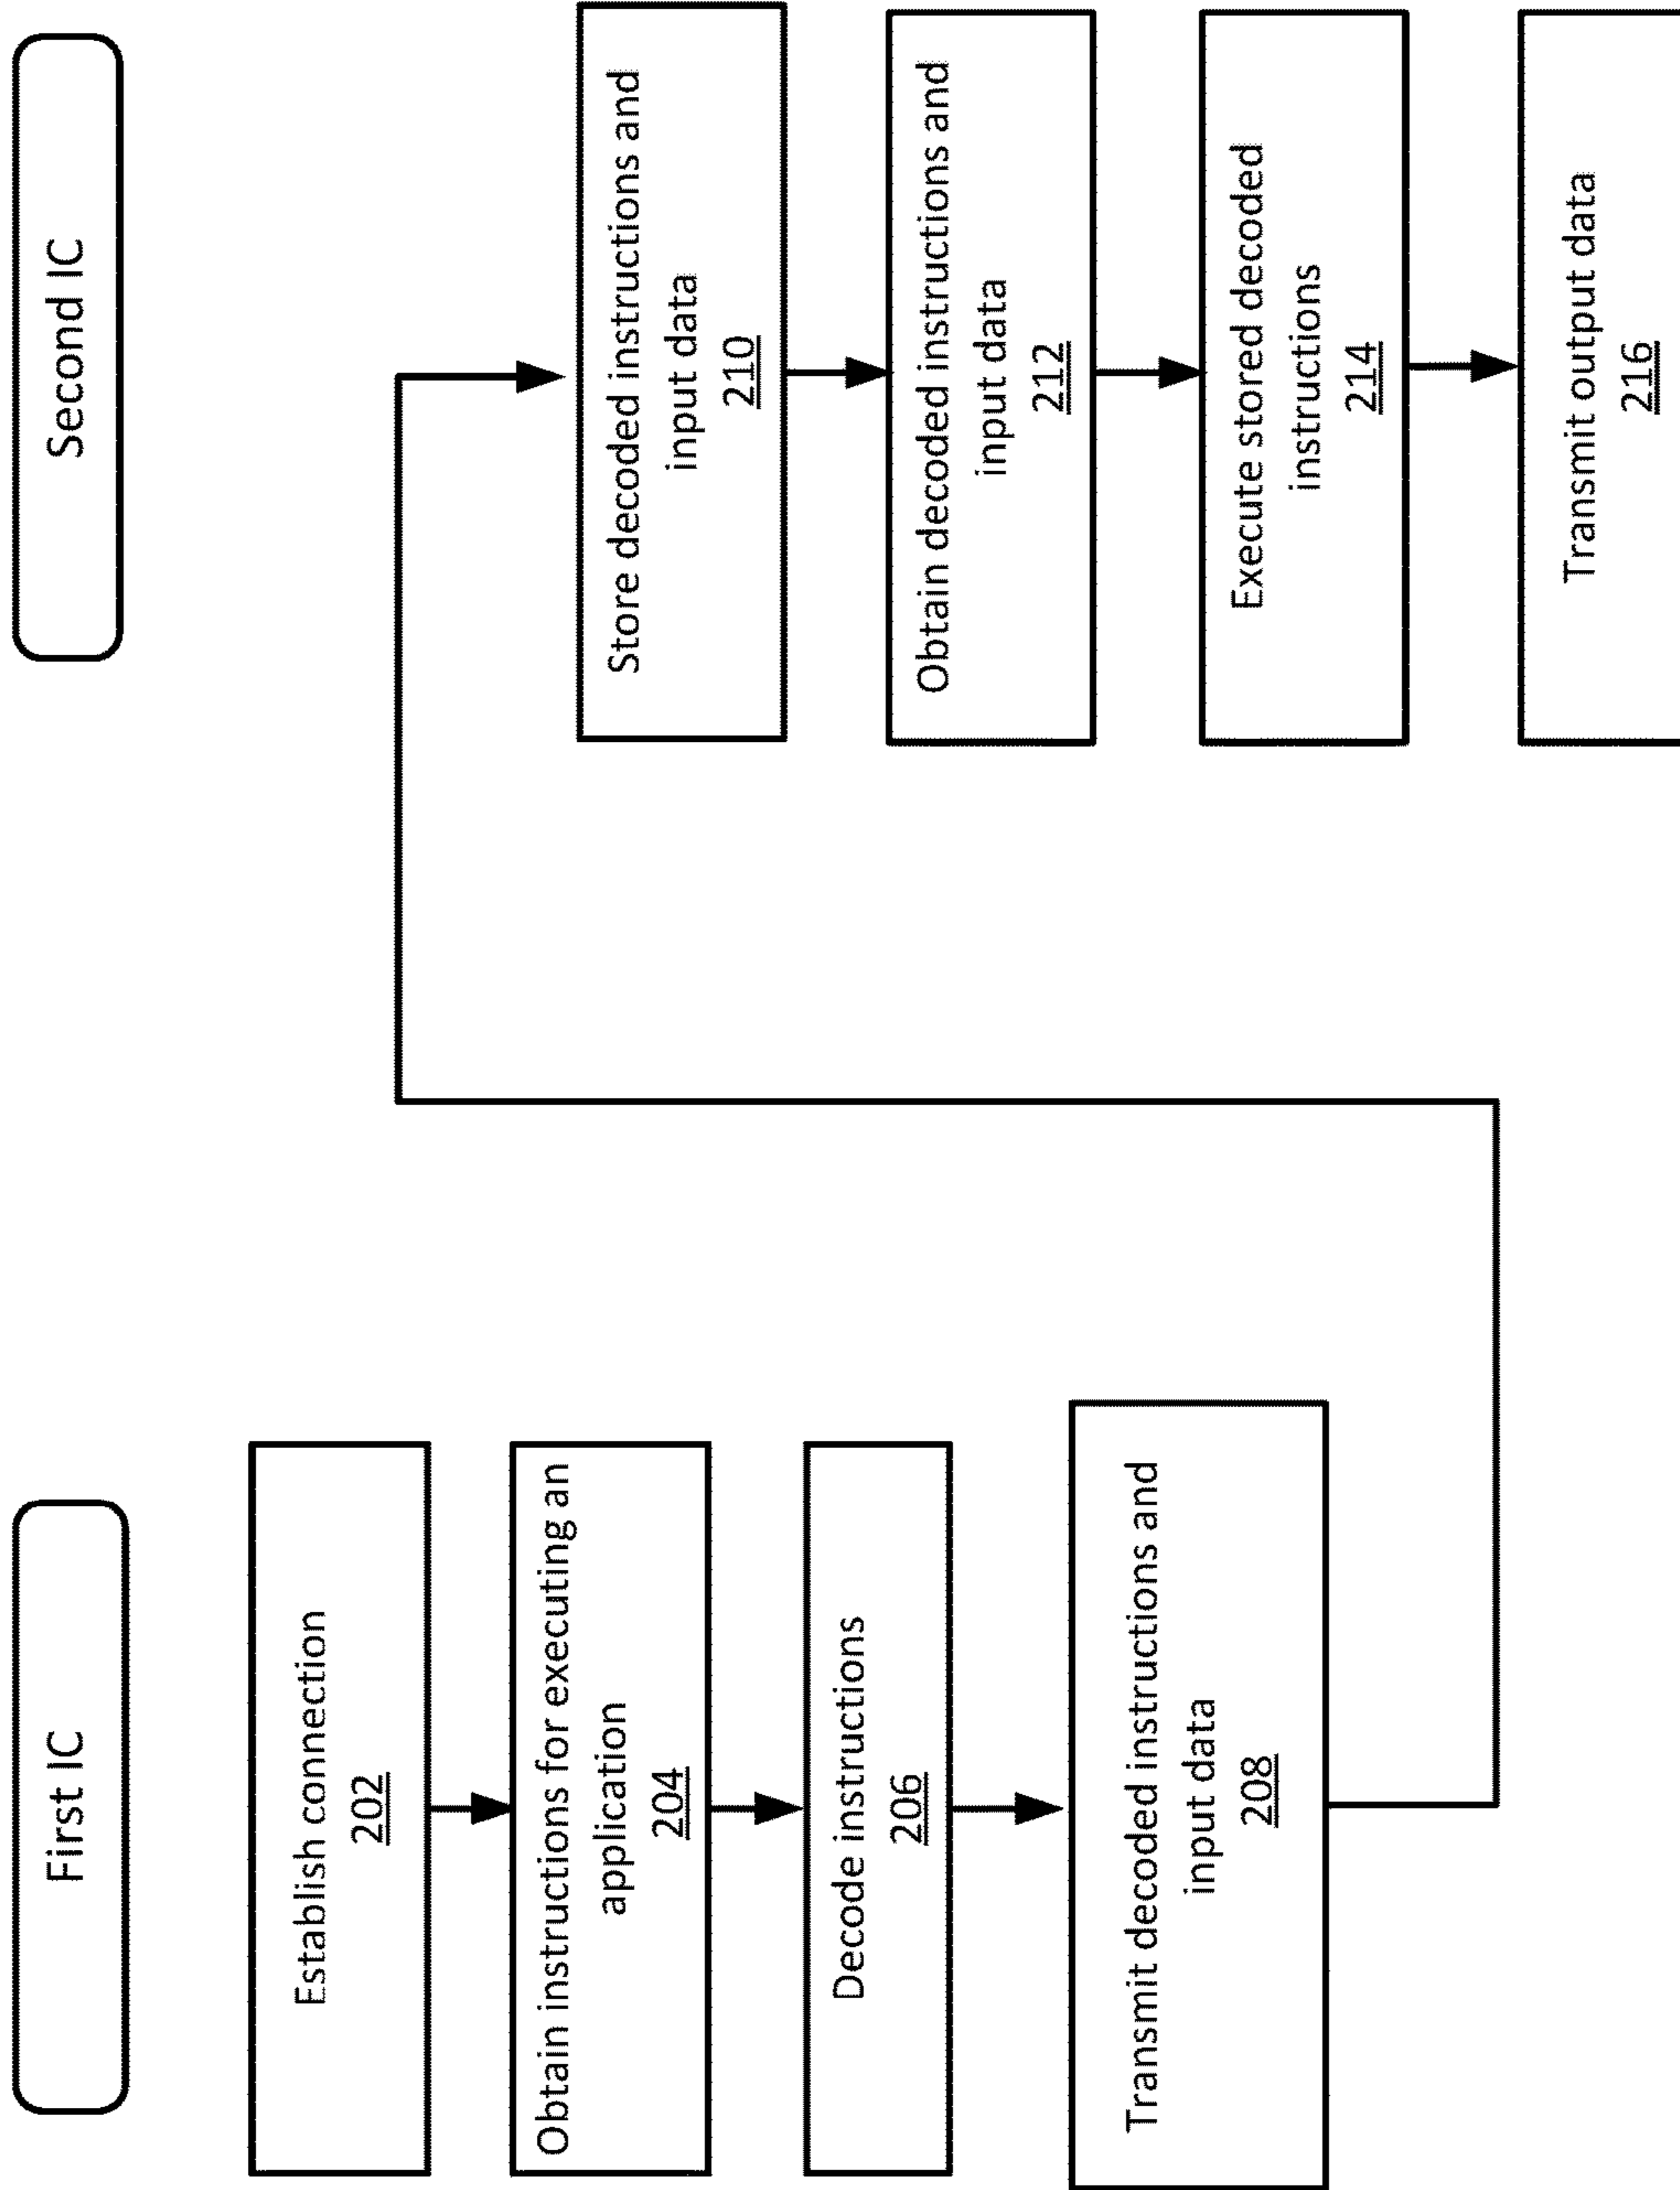 First IC
Establish connection
202
Obtain instructions for executing an
application
204
Decode instructions
206
Transmit decoded instructions and
input data
208
Second IC
Store decoded instructions and
input data
210
Obtain decoded instructions and
input data
212
Execute stored decoded
instructions
214
Transmit output data
216